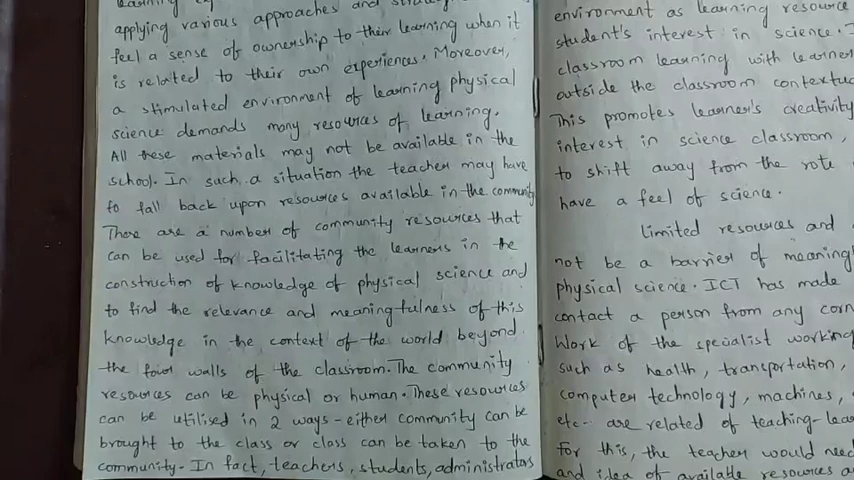 applying various approaches and
feel a sense of ownership to their learning when it
is related to their own experiences. Moreover,
a stimulated environment of learning physical
science demands many resources of learning.
All these materials may not be available in the
school. In such a situation the teacher may have
to fall back upon resources available in the community
There are a number of community resources that
can be used for facilitating the learners in the
construction of knowledge of physical science and
to find the relevance and meaningfulness of this
knowledge in the context of the world beyond
the four walls of the classroom. The community
resources can be physical or human. These resources
can be utilised in 2 ways - either community can be
brought to the class or class can be taken to the
community. In fact, teachers, students, administrators
environment as learning resource
student's interest in science.
classroom learning with learner
outside the classroom
This promotes learner's creativity
interest in science classroom,
to shift away from the rote
have a feel of science.
Limited resources and
not be a barrier of meaning
physical science. ICT has made
contact a person from any
Work of the specialist working
such as health, transportation,
computer technology, machines,
etc- are related of teaching-
For this, the teacher would need
and idea of available resources